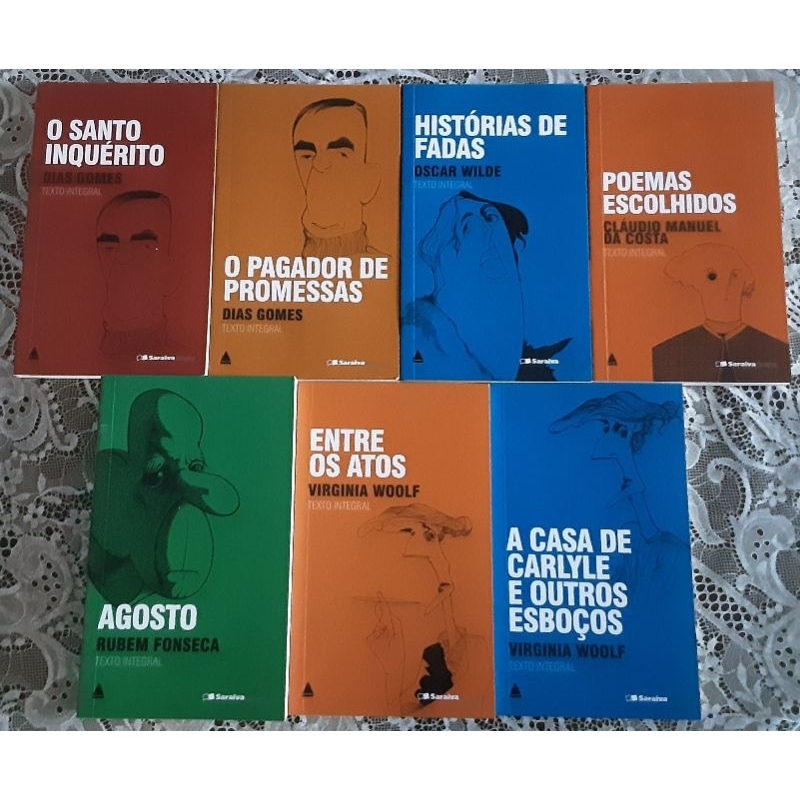 O SANTO
INQUÉRITO
DIAS GOMES
TEXTO INTEGRAL
Saraiva
O PAGADOR DE
PROMESSAS
DIAS GOMES
TEXTO INTEGRAL
Saraiva
HISTÓRIAS DE
FADAS
OSCAR WILDE
TEXTO INTEGRAL
Saraiva
POEMAS
ESCOLHIDOS
CLÁUDIO MANUEL
DA COSTA
TEXTO INTEGRAL
Saraiva
AGOSTO
RUBEM FONSECA
TEXTO INTEGRAL
Saraiva
ENTRE
OS ATOS
VIRGINIA WOOLF
TEXTO INTEGRAL
Saraiva
A CASA DE
CARLYLE
E OUTROS
ESBOÇOS
VIRGINIA WOOLF
TEXTO INTEGRAL
Saraiva